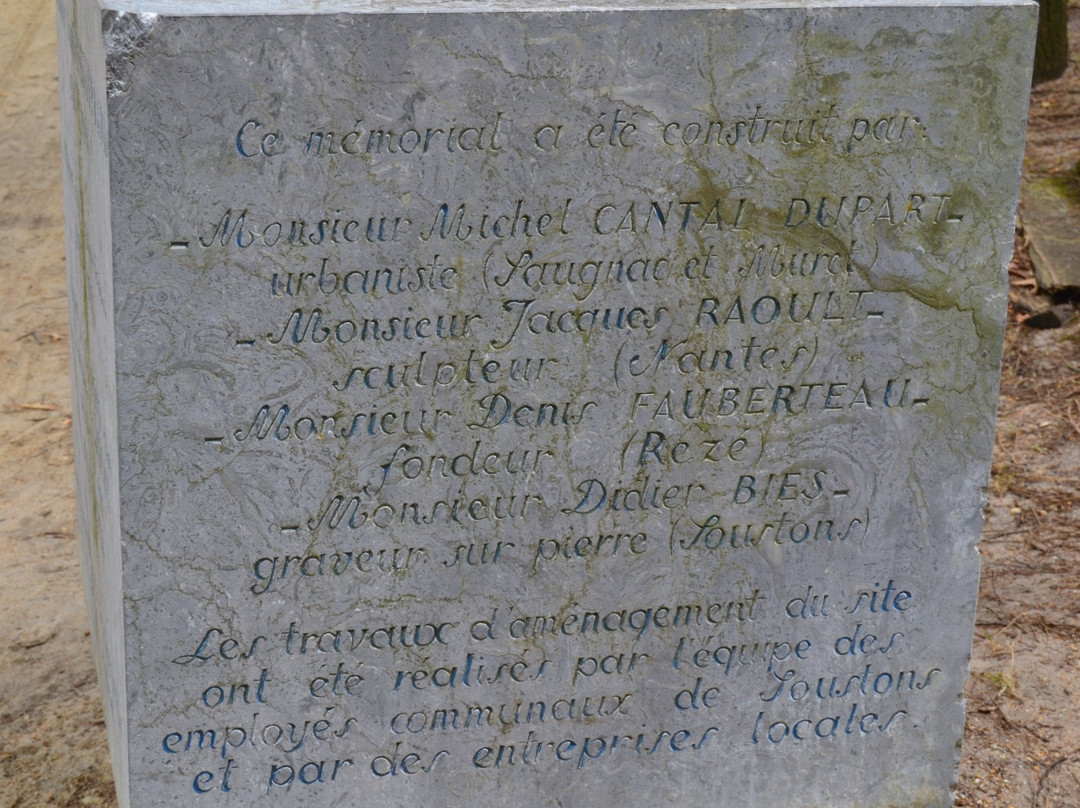 Ce mémorial a été construit par:
- Monsieur Michel CANTAL DUPART -
urbaniste (Saugnac et Muret)
- Monsieur Jacques RAOULT -
sculpteur (Nantes)
- Monsieur Denis FAUBERTEAU -
fondeur (Rezé)
- Monsieur Didier BIES -
graveur sur pierre (Soustons)
Les travaux d'aménagement du site
ont été réalisés par l'équipe des
employés communaux de Soustons
et par des entreprises locales.